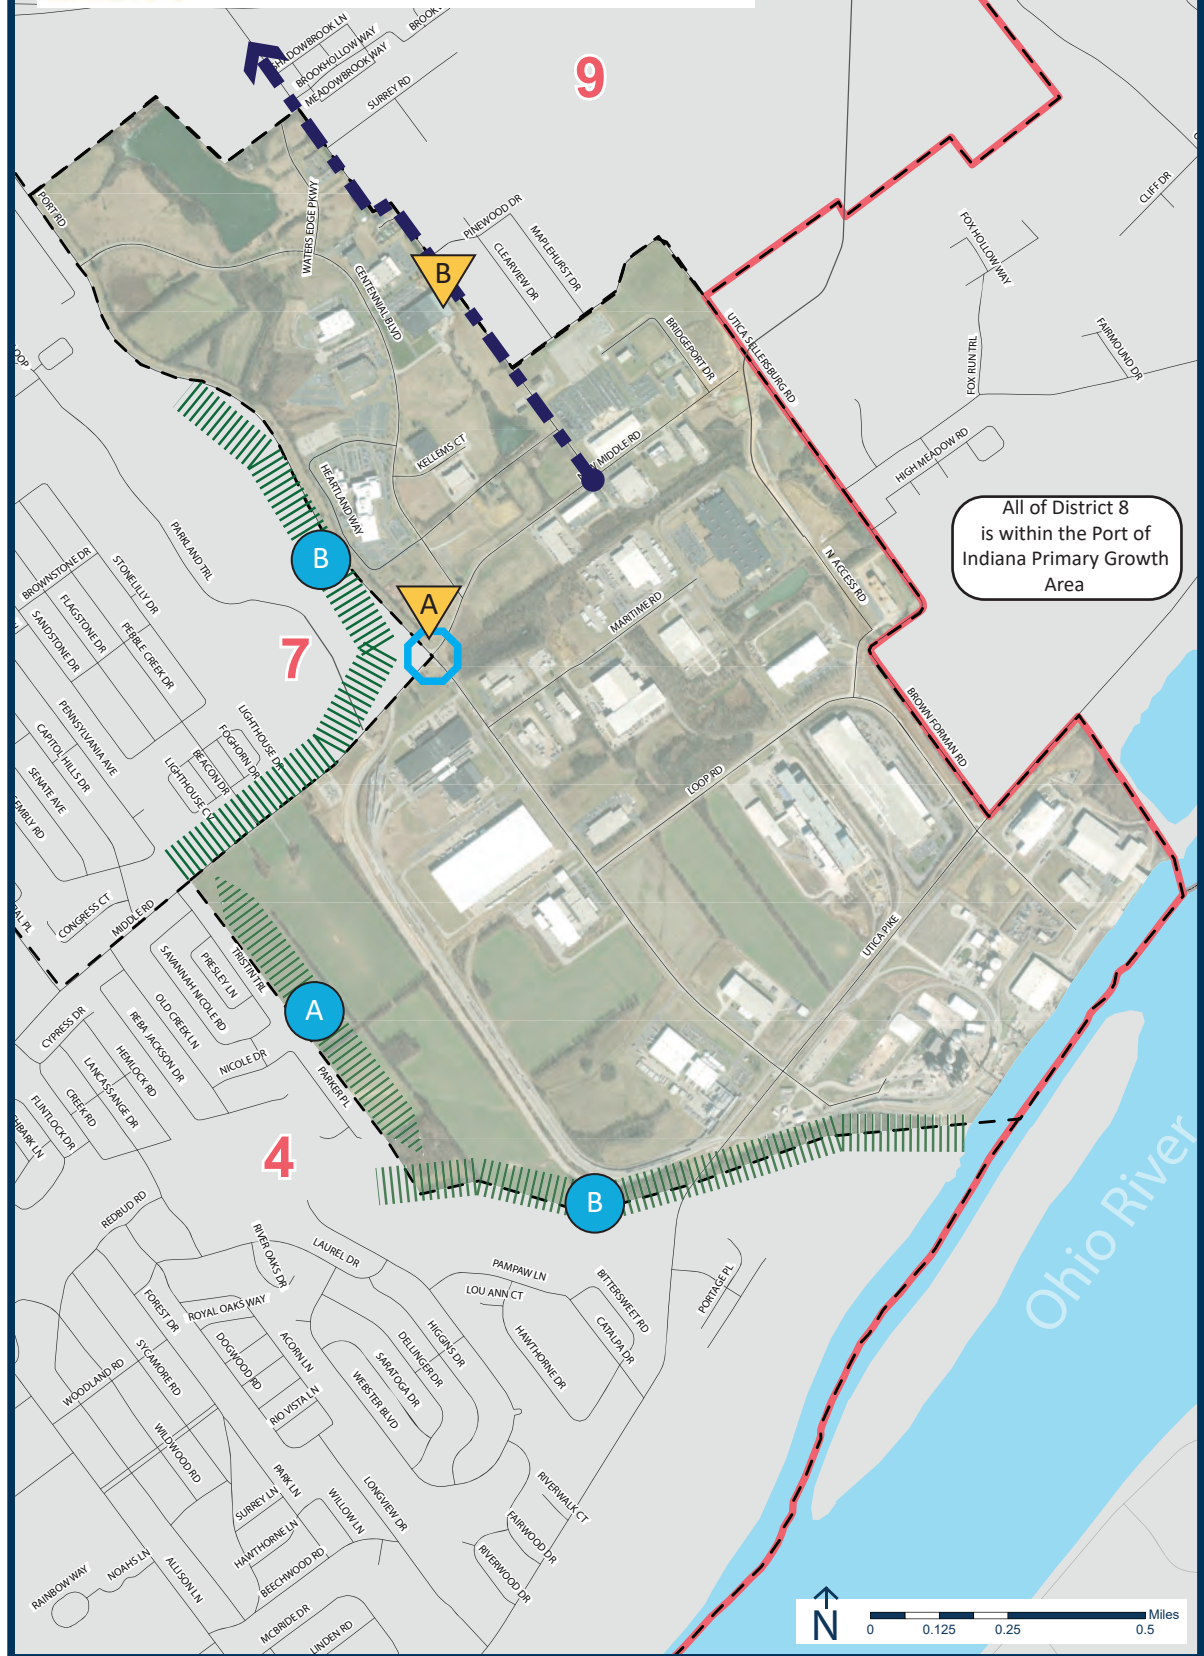 SHADOWBROOK LN
BROOKHOLLOW WAY
MEADOWBROOK WAY
SURREY RD
9
PORT RD
WATERS EDGE PKWY
CENTENNIAL BLVD
PINEWOOD DR
CLEARVIEW DR
MAPLEHURST DR
CLIFF DR
FOX HOLLOW WAY
B
BRIDGEPORT DR
UTICA SELLERSBURG RD
FAIRMOUND DR
FOX RUN TRL
LOOP
KELLEMS CT
MIDDLE RD
HEARTLAND WAY
HIGH MEADOW RD
All of District 8
is within the Port of
Indiana Primary Growth
Area
PARKLAND TRL
B
N ACCESS RD
BROWNSTONE DR
STONELILLY DR
FLAGSTONE DR
SANDSTONE DR
PEBBLE CREEK DR
A
MARITIME RD
7
PENNSYLVANIA AVE
CAPITOL HILLS DR
SENATE AVE
EMBLY RD
LIGHTHOUSE DR
FOGHORN DR
BEACON DR
LIGHTHOUSE CT
BROWN FORMAN RD
LOOP RD
CONGRESS CT
MIDDLE RD
RAL PL
UTICA PIKE
TRISTIN TRL
PRESLEY LN
SAVANNAH NICOLE RD
OLD CREEK LN
REBA JACKSON DR
NICOLE DR
A
CYPRESS DR
HEMLOCK RD
LANCASSANGE DR
CREEK RD
FLINTLOCK DR
HBARK LN
PARKER PL
4
B
REDBUD RD
RIVER OAKS DR
LAUREL DR
PAMPAW LN
LOU ANN CT
BITTERSWEET RD
PORTAGE PL
Ohio River
FOREST DR
ROYAL OAKS WAY
SYCAMORE RD
DOGWOOD RD
ACORN LN
HIGGINS DR
DELLINGER DR
SARATOGA DR
WEBSTER BLVD
HAWTHORNE DR
CATALPA DR
WOODLAND RD
RIO VISTA LN
WILDWOOD RD
PARK LN
SURREY LN
WILLOW LN
LONGVIEW DR
HAWTHORNE LN
BEECHWOOD RD
RIVERWALK CT
FAIRWOOD DR
RIVERWOOD DR
RAINBOW WAY
NOAHS LN
ALLISON LN
MCBRIDE DR
LINDEN RD
N
Miles
0 0.125 0.25 0.5